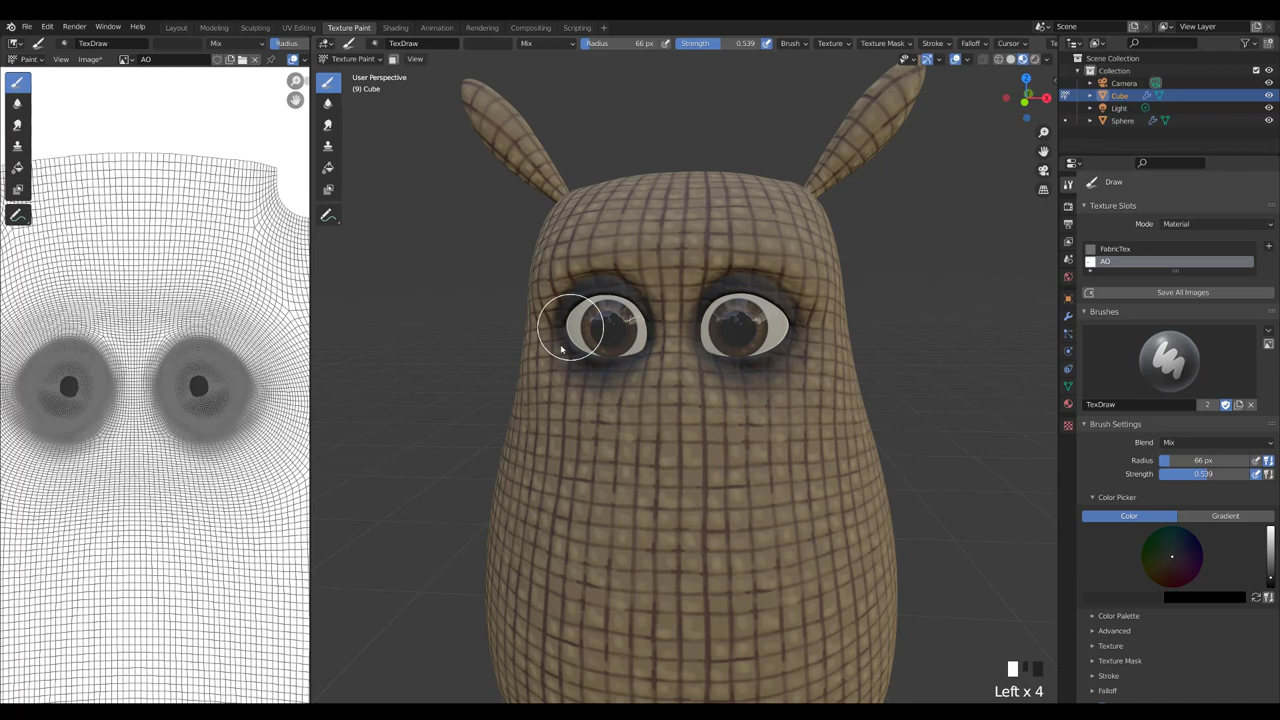 File Edit Render Window Help Layout Modeling Sculpting UV Editing Texture Paint Shading Animation Rendering Compositing Scripting + Scene View Layer
TexDraw Mix Radius TexDraw Mix Radius 66 px Strength 0.539 Brush Texture Texture Mask Stroke Falloff Cursor Te
Paint View Image* AO Texture Paint View
Scene Collection
Collection
Camera
Cube
Light
Sphere
User Perspective
(9) Cube
X
Draw
Texture Slots
Mode Material
FabricTex
AO
Save All Images
Brushes
TexDraw 2
Brush Settings
Blend Mix
Radius 66 px
Strength 0.539
Color Picker
Color Gradient
Color Palette
Advanced
Texture
Texture Mask
Stroke
Falloff
Left x 4